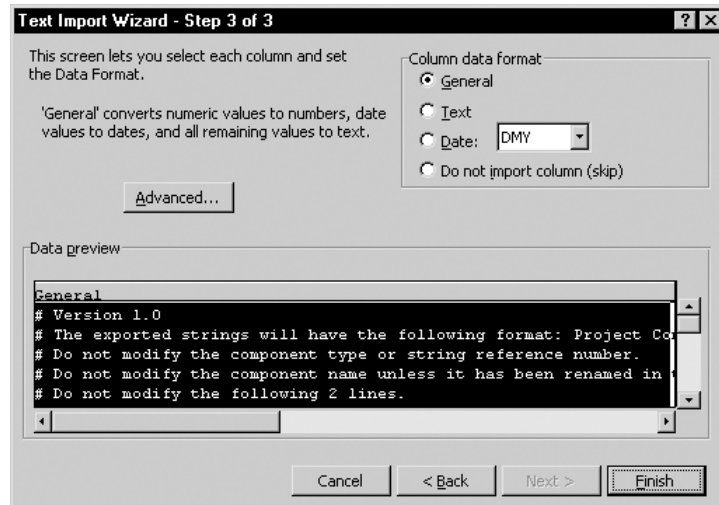 Text Import Wizard - Step 3 of 3
This screen lets you select each column and set
the Data Format.
'General' converts numeric values to numbers, date
values to dates, and all remaining values to text.
Advanced...
Column data format
General
Text
Date: DMY
Do not import column (skip)
Data preview
General
# Version 1.0
# The exported strings will have the following format: Project Co
# Do not modify the component type or string reference number.
# Do not modify the component name unless it has been renamed in
# Do not modify the following 2 lines.
Cancel < Back Next > Finish